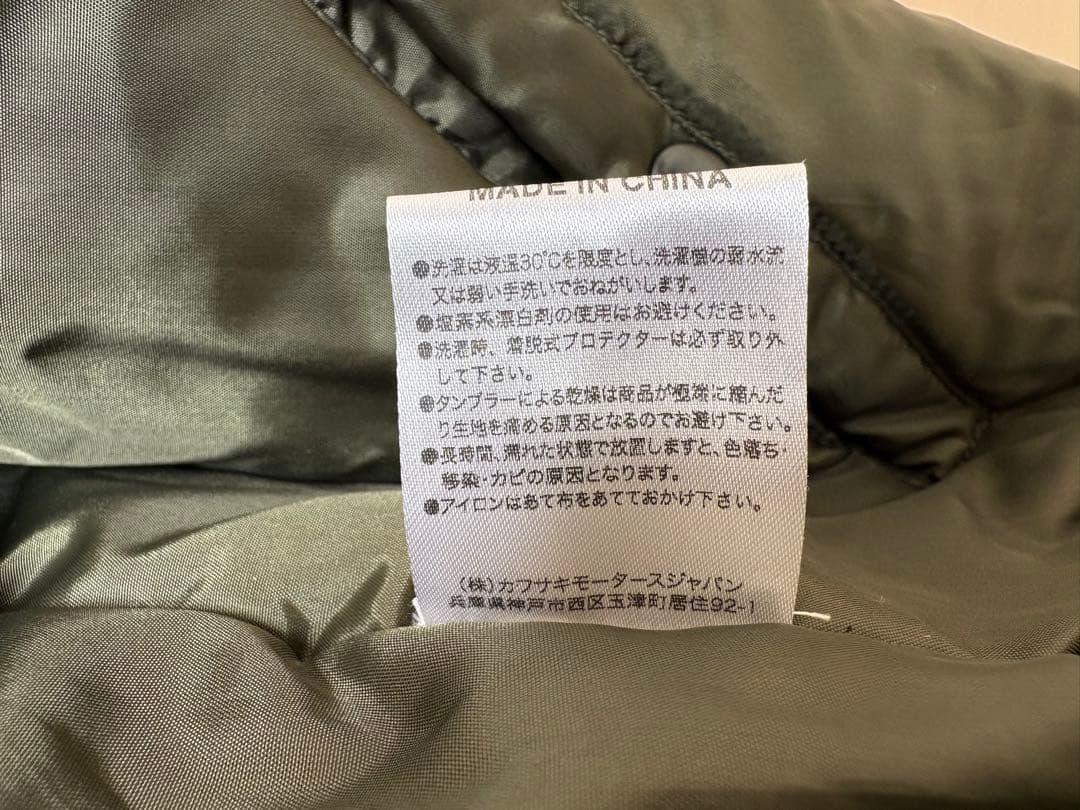 MADE IN CHINA
●洗濯は液温30℃を限度とし、洗濯機の弱水流
又は弱い手洗いでおねがいします。
●塩素系漂白剤の使用はお避けください。
●洗濯時、着脱式プロテクターは必ず取り外
して下さい。
●タンブラーによる乾燥は商品が極端に縮んだ
り生地を痛める原因となるのでお避け下さい。
●長時間、濡れた状態で放置しますと、色落ち・
移染・カビの原因となります。
●アイロンはあて布をあてておかけ下さい。
(株)カワサキモータースジャパン
兵庫県神戸市西区玉津町居住92-1